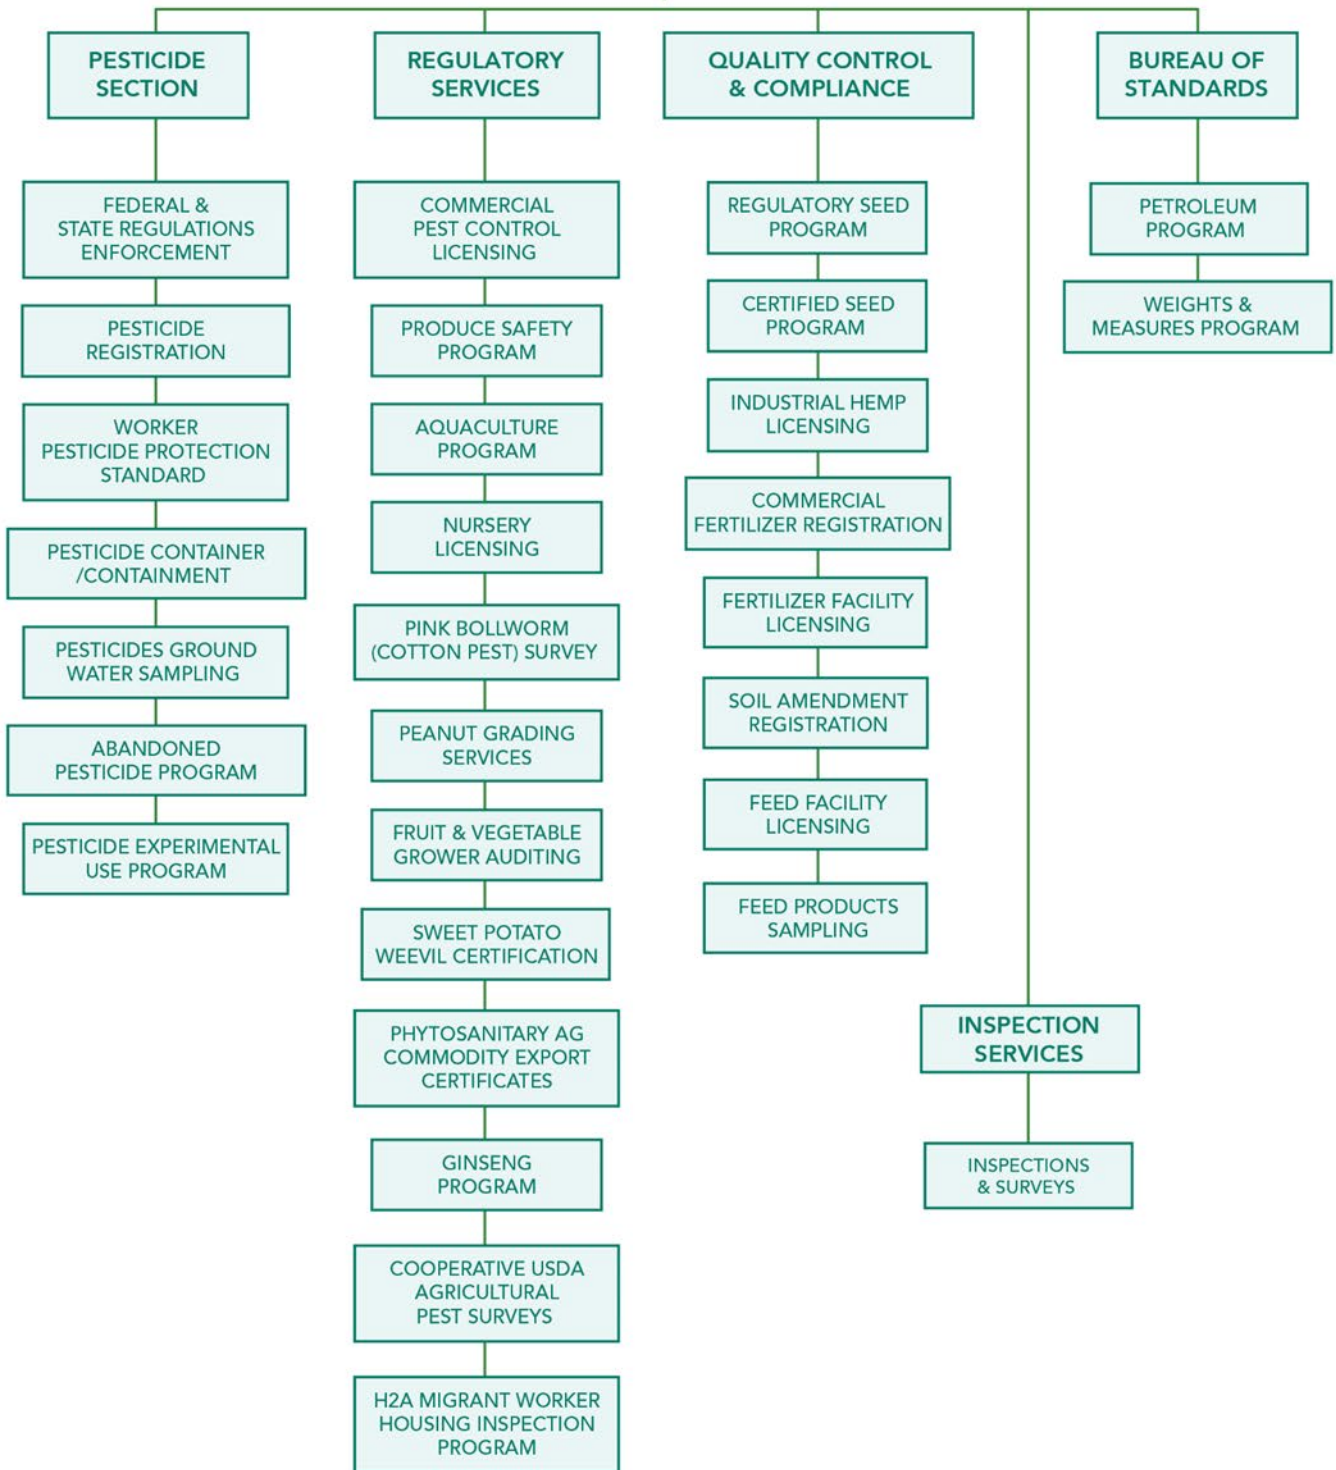 PESTICIDE
SECTION
FEDERAL &
STATE REGULATIONS
ENFORCEMENT
PESTICIDE
REGISTRATION
WORKER
PESTICIDE PROTECTION
STANDARD
PESTICIDE CONTAINER
/CONTAINMENT
PESTICIDES GROUND
WATER SAMPLING
ABANDONED
PESTICIDE PROGRAM
PESTICIDE EXPERIMENTAL
USE PROGRAM
REGULATORY
SERVICES
COMMERCIAL
PEST CONTROL
LICENSING
PRODUCE SAFETY
PROGRAM
AQUACULTURE
PROGRAM
NURSERY
LICENSING
PINK BOLLWORM
(COTTON PEST) SURVEY
PEANUT GRADING
SERVICES
FRUIT & VEGETABLE
GROWER AUDITING
SWEET POTATO
WEEVIL CERTIFICATION
PHYTOSANITARY AG
COMMODITY EXPORT
CERTIFICATES
GINSENG
PROGRAM
COOPERATIVE USDA
AGRICULTURAL
PEST SURVEYS
H2A MIGRANT WORKER
HOUSING INSPECTION
PROGRAM
QUALITY CONTROL
& COMPLIANCE
REGULATORY SEED
PROGRAM
CERTIFIED SEED
PROGRAM
INDUSTRIAL HEMP
LICENSING
COMMERCIAL
FERTILIZER REGISTRATION
FERTILIZER FACILITY
LICENSING
SOIL AMENDMENT
REGISTRATION
FEED FACILITY
LICENSING
FEED PRODUCTS
SAMPLING
INSPECTION
SERVICES
INSPECTIONS
& SURVEYS
BUREAU OF
STANDARDS
PETROLEUM
PROGRAM
WEIGHTS &
MEASURES PROGRAM